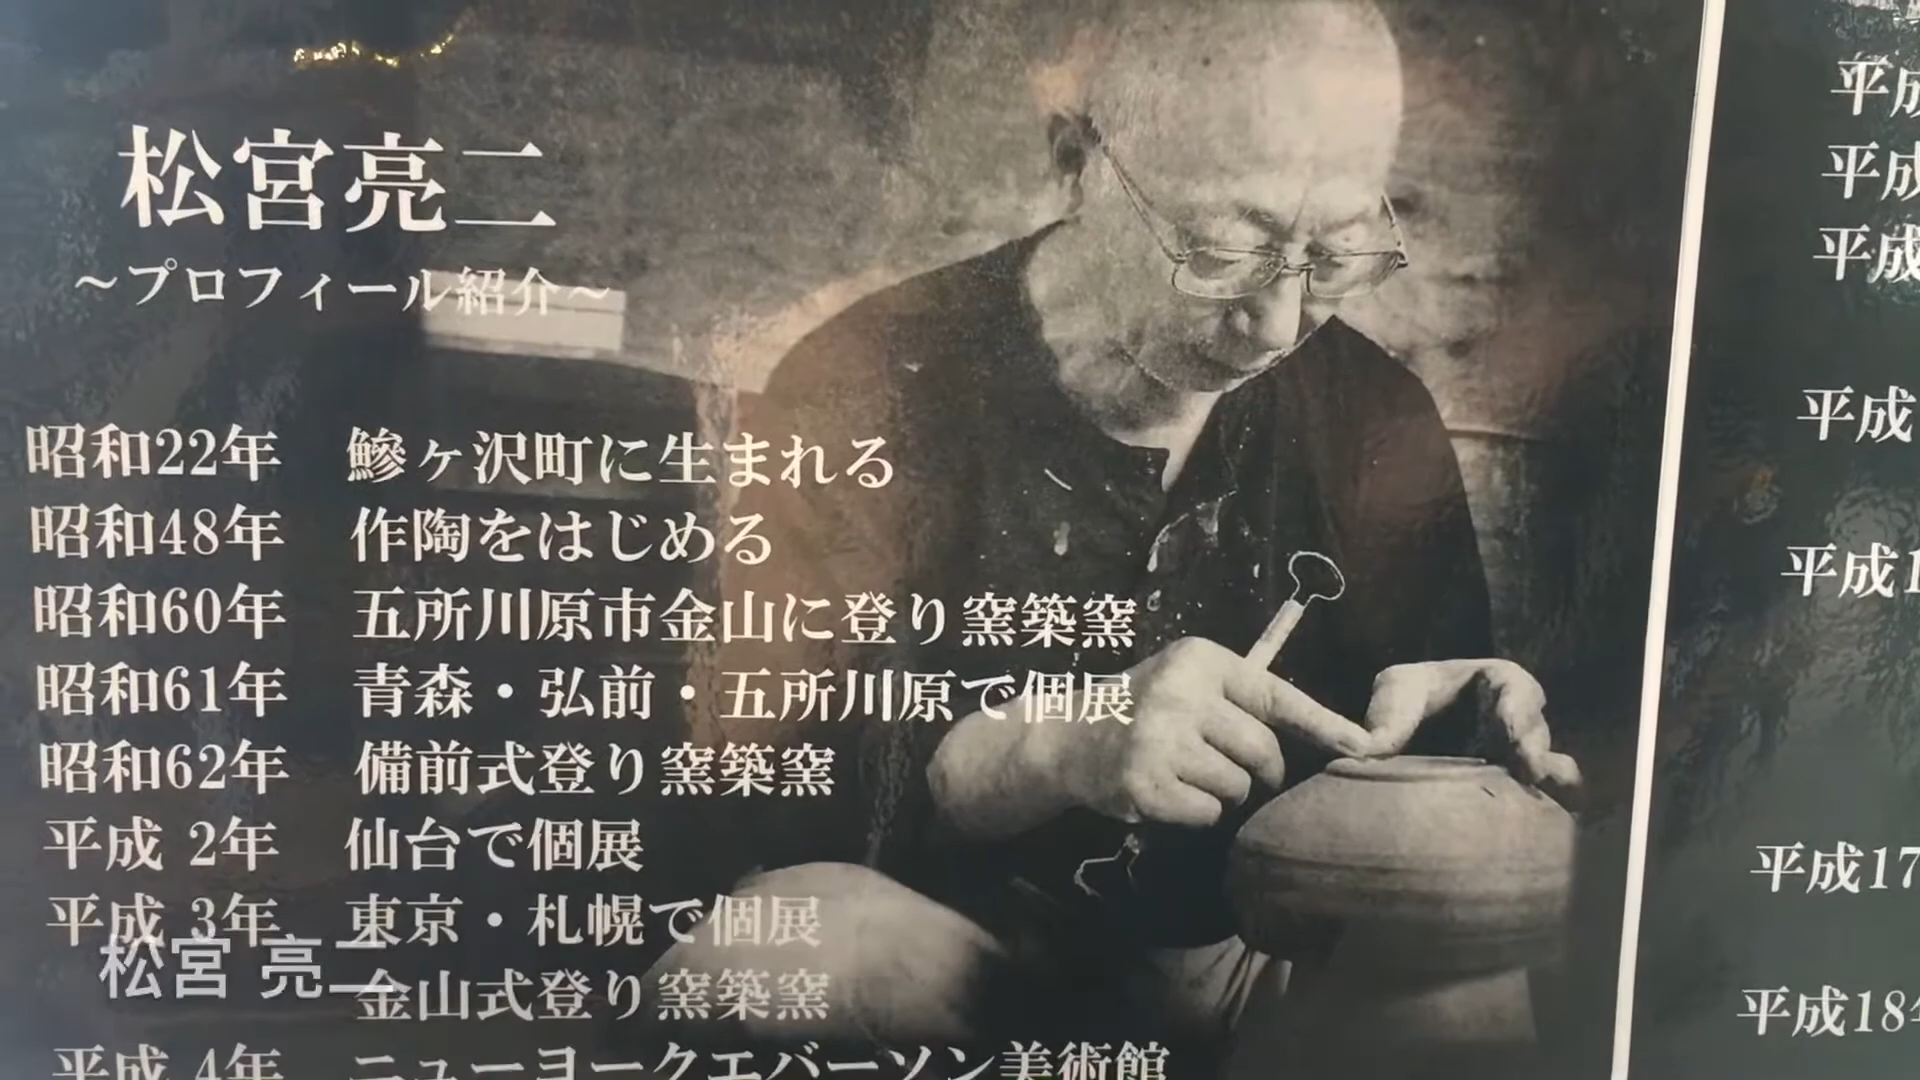 松宮亮二
～プロフィール紹介～
昭和22年 鰺ヶ沢町に生まれる
昭和48年 作陶をはじめる
昭和60年 五所川原市金山に登り窯築窯
昭和61年 青森・弘前・五所川原で個展
昭和62年 備前式登り窯築窯
平成 2年 仙台で個展
平成 3年 東京・札幌で個展
金山式登り窯築窯
平成 4年 ニューヨークエバーソン美術館
松宮 亮二
平成
平成
平成
平成
平成1
平成17
平成18年